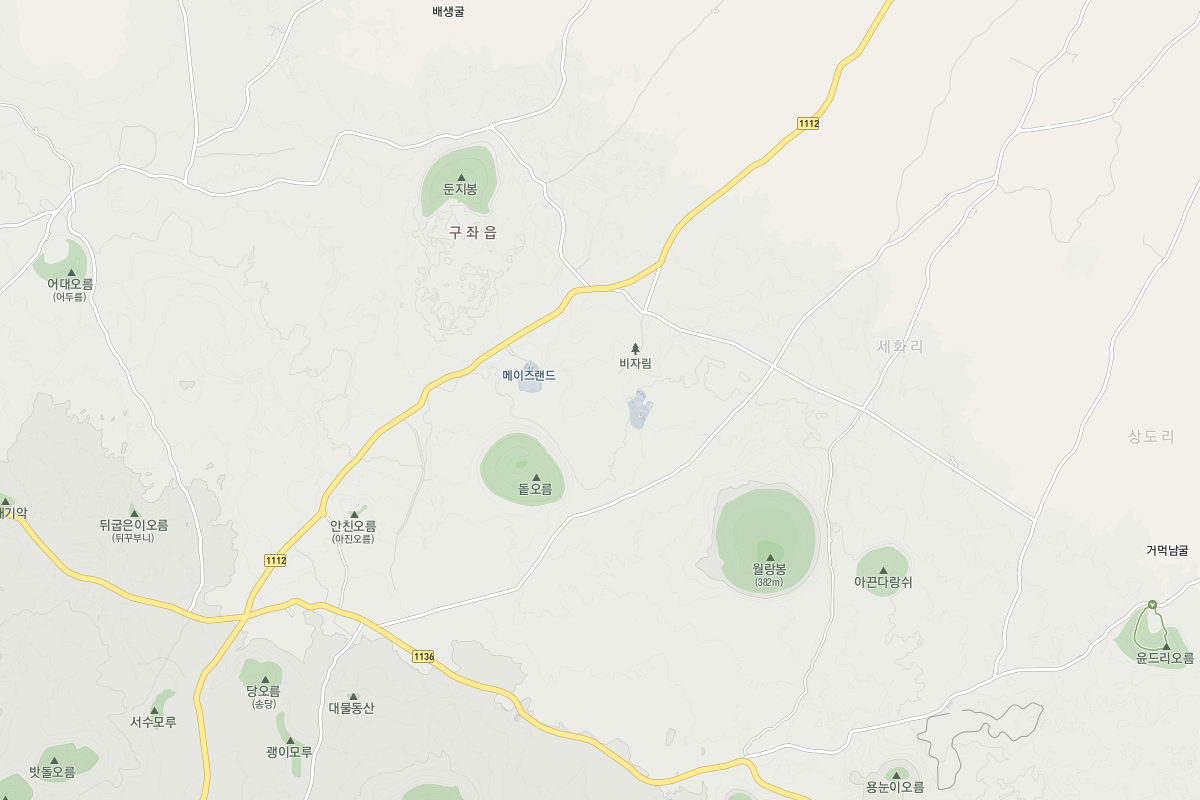 배생굴
1112
둔지봉
구좌읍
어대오름
(어두름)
세화리
비자림
메이즈랜드
상도리
돝오름
뒤굽은이오름
(뒤꾸부니)
안친오름
(아진오름)
거먹남굴
1112
월랑봉
(382m)
아끈다랑쉬
1136
윤드리오름
당오름
(송당)
대물동산
서수모루
괭이모루
밧돌오름
용눈이오름